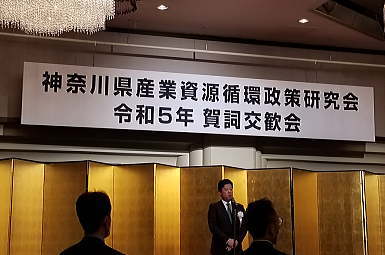 神奈川県産業資源循環政策研究会
令和5年 賀詞交歓会